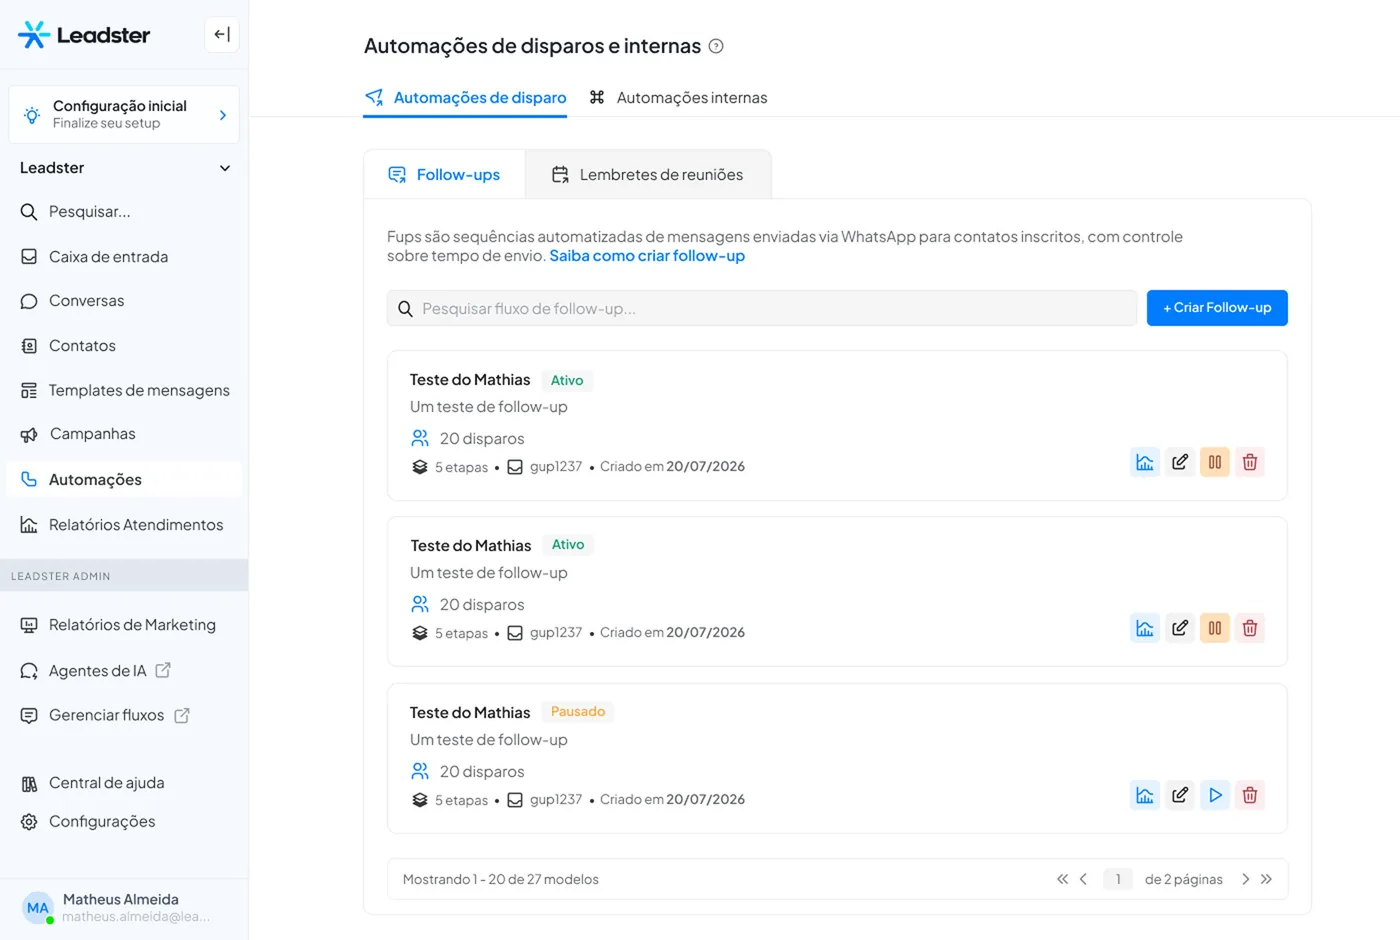 Leadster
Configuração inicial
Finalize seu setup
Leadster
Pesquisar...
Caixa de entrada
Conversas
Contatos
Templates de mensagens
Campanhas
Automações
Relatórios Atendimentos
LEADSTER ADMIN
Relatórios de Marketing
Agentes de IA
Gerenciar fluxos
Central de ajuda
Configurações
MA
Matheus Almeida
matheus.almeida@lea...
Automações de disparos e internas
Automações de disparo
Automações internas
Follow-ups
Lembretes de reuniões
Fups são sequências automatizadas de mensagens enviadas via WhatsApp para contatos inscritos, com controle
sobre tempo de envio. Saiba como criar follow-up
Pesquisar fluxo de follow-up...
+ Criar Follow-up
Teste do Mathias Ativo
Um teste de follow-up
20 disparos
5 etapas • gup1237 • Criado em 20/07/2026
Teste do Mathias Ativo
Um teste de follow-up
20 disparos
5 etapas • gup1237 • Criado em 20/07/2026
Teste do Mathias Pausado
Um teste de follow-up
20 disparos
5 etapas • gup1237 • Criado em 20/07/2026
Mostrando 1 - 20 de 27 modelos
1 de 2 páginas